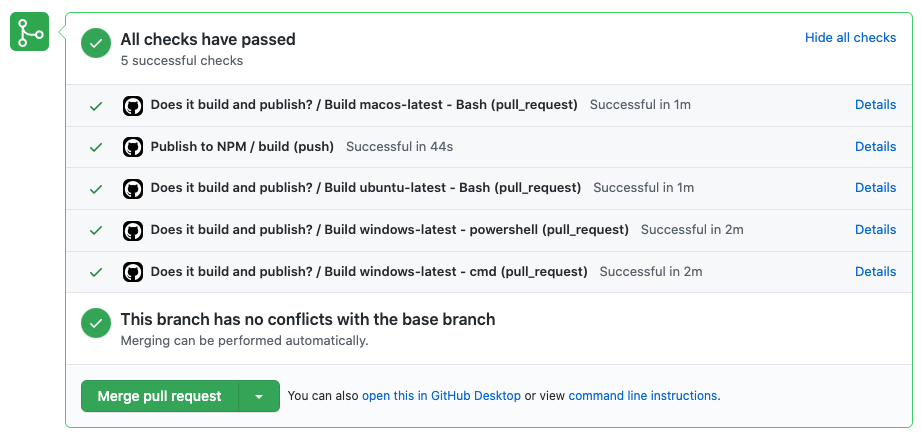 All checks have passed
Hide all checks
5 successful checks
Does it build and publish? / Build macos-latest - Bash (pull_request) Successful in 1m Details
Publish to NPM / build (push) Successful in 44s Details
Does it build and publish? / Build ubuntu-latest - Bash (pull_request) Successful in 1m Details
Does it build and publish? / Build windows-latest - powershell (pull_request) Successful in 2m Details
Does it build and publish? / Build windows-latest - cmd (pull_request) Successful in 2m Details
This branch has no conflicts with the base branch
Merging can be performed automatically.
Merge pull request You can also open this in GitHub Desktop or view command line instructions.